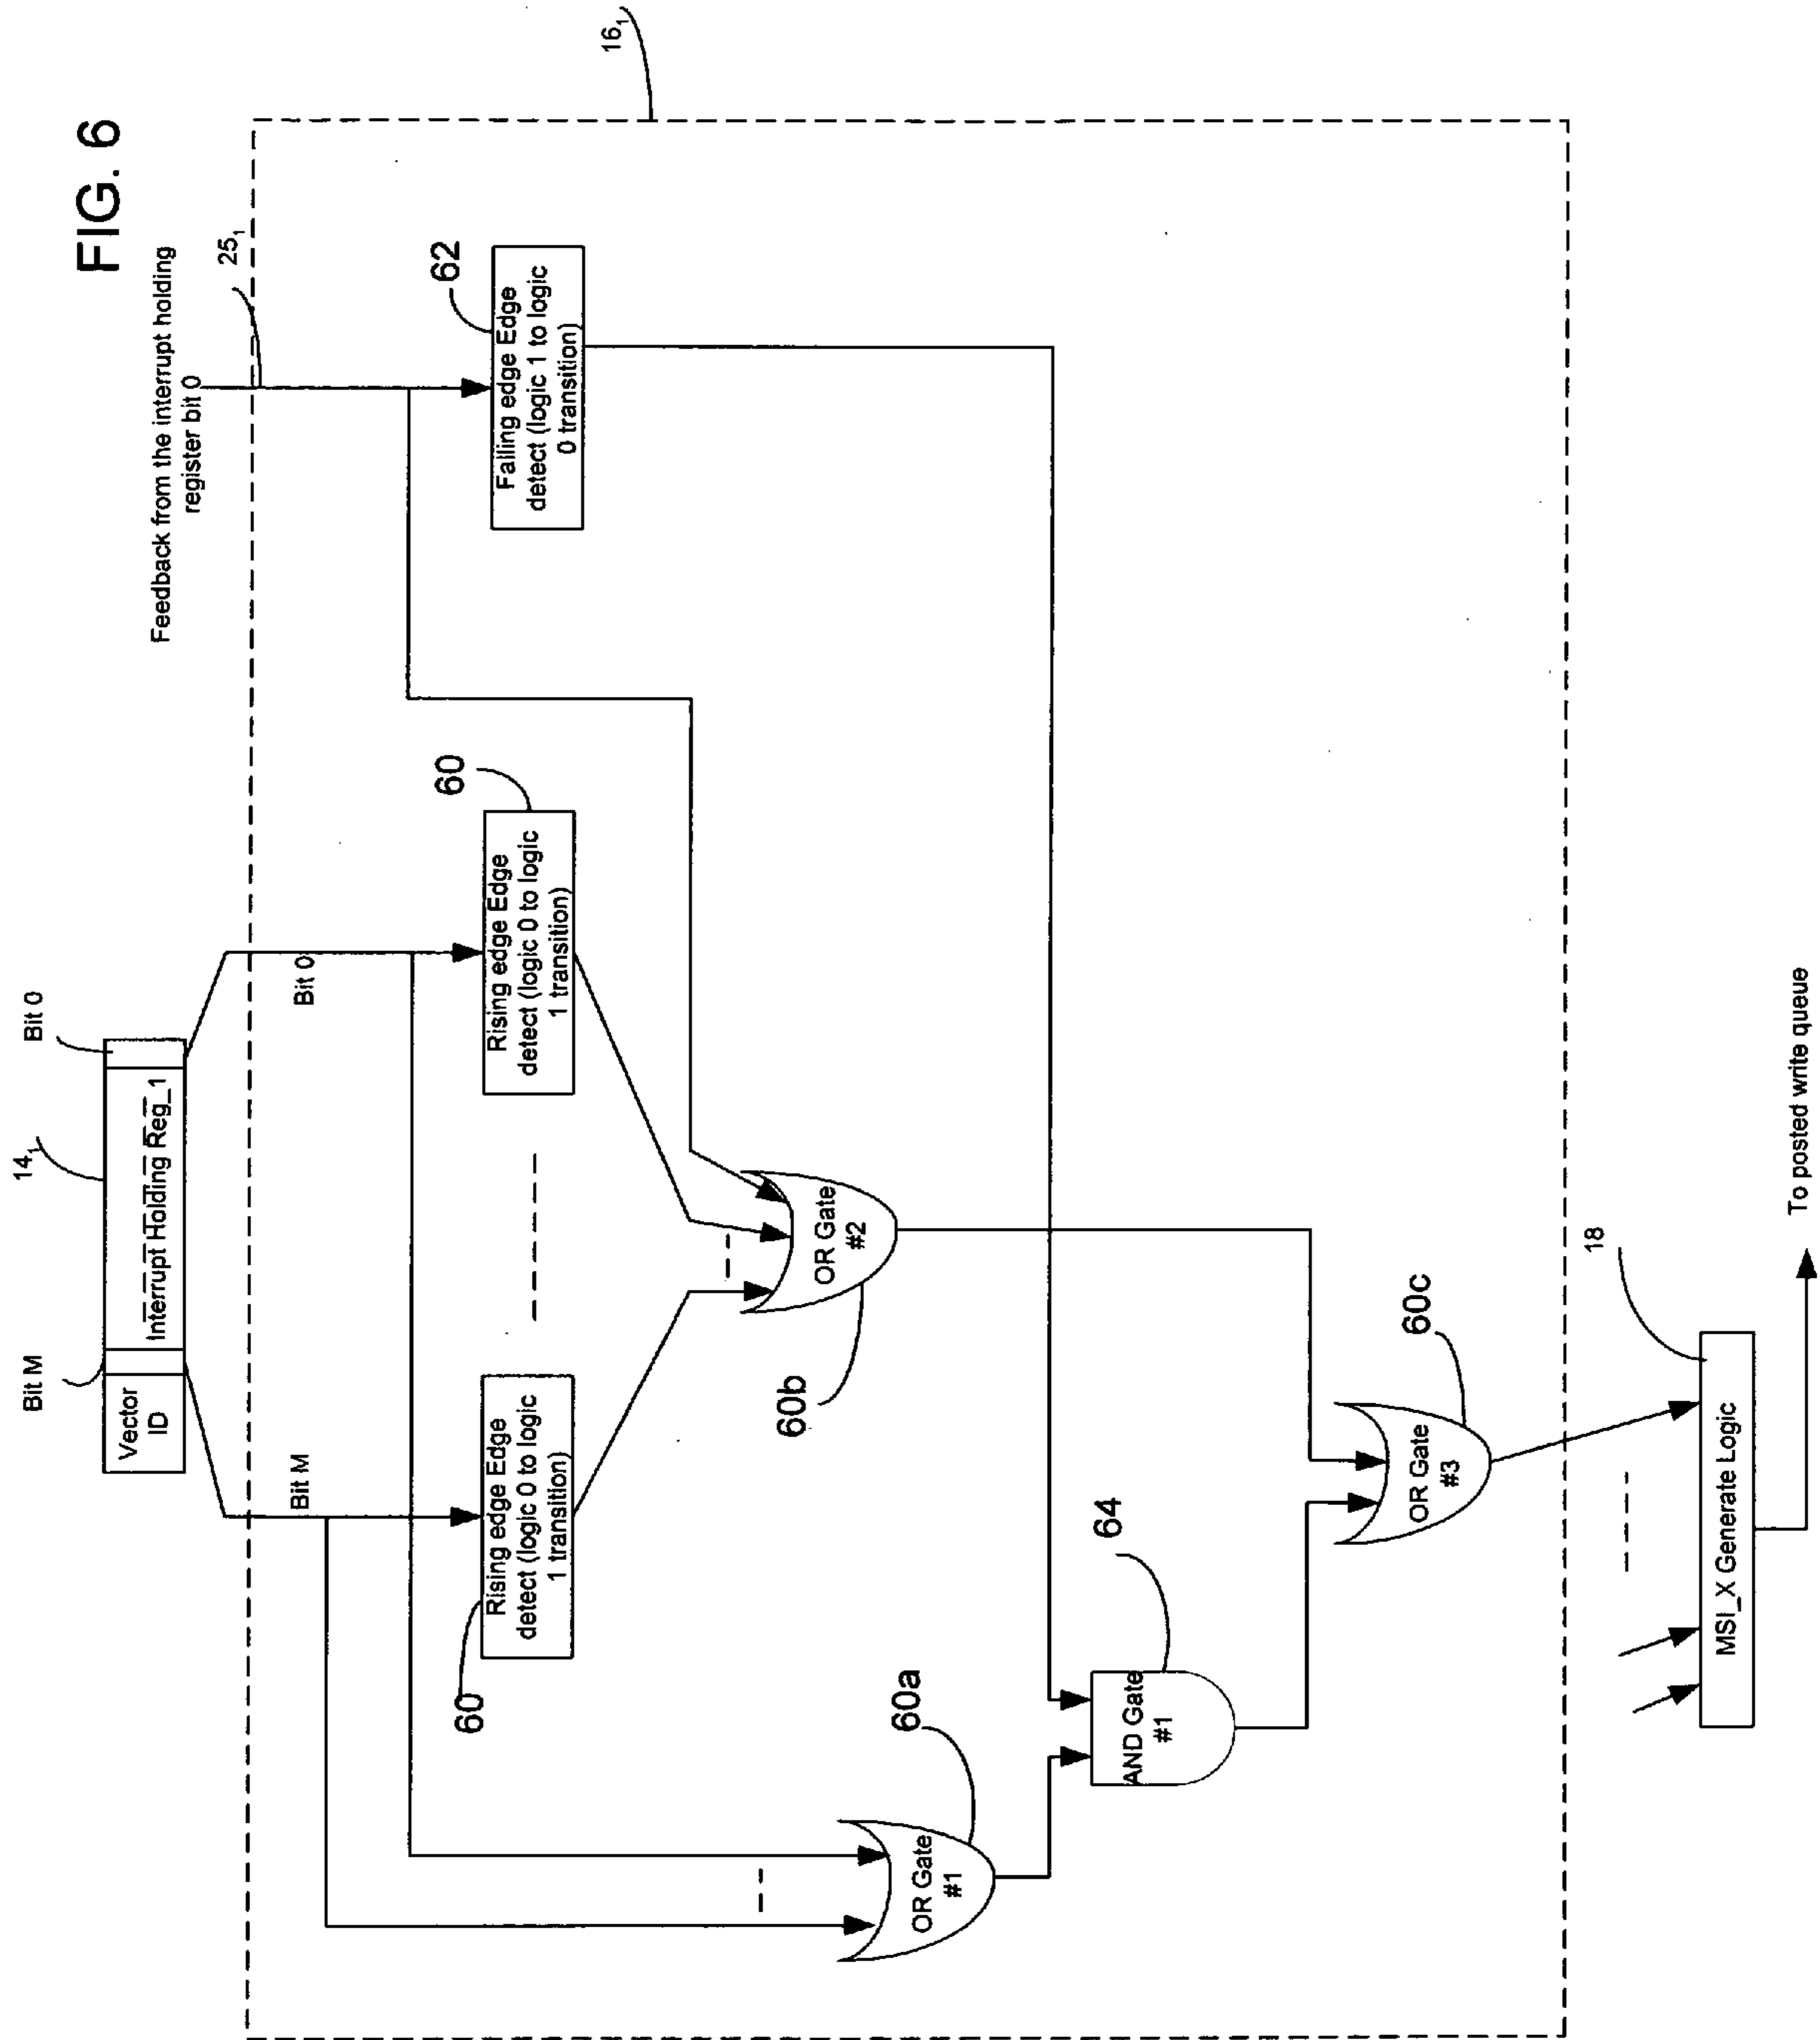 FIG. 6
Feedback from the interrupt holding
register bit 0
25₁
16₁
14₁
Bit M
Bit 0
Vector
ID
Interrupt Holding Reg_1
Bit M
Bit 0
60
Rising edge Edge
detect (logic 0 to logic
1 transition)
60
Rising edge Edge
detect (logic 0 to logic
1 transition)
62
Falling edge Edge
detect (logic 1 to logic
0 transition)
OR Gate
#1
60a
OR Gate
#2
60b
AND Gate
#1
64
OR Gate
#3
60c
18
MSI_X Generate Logic
To posted write queue